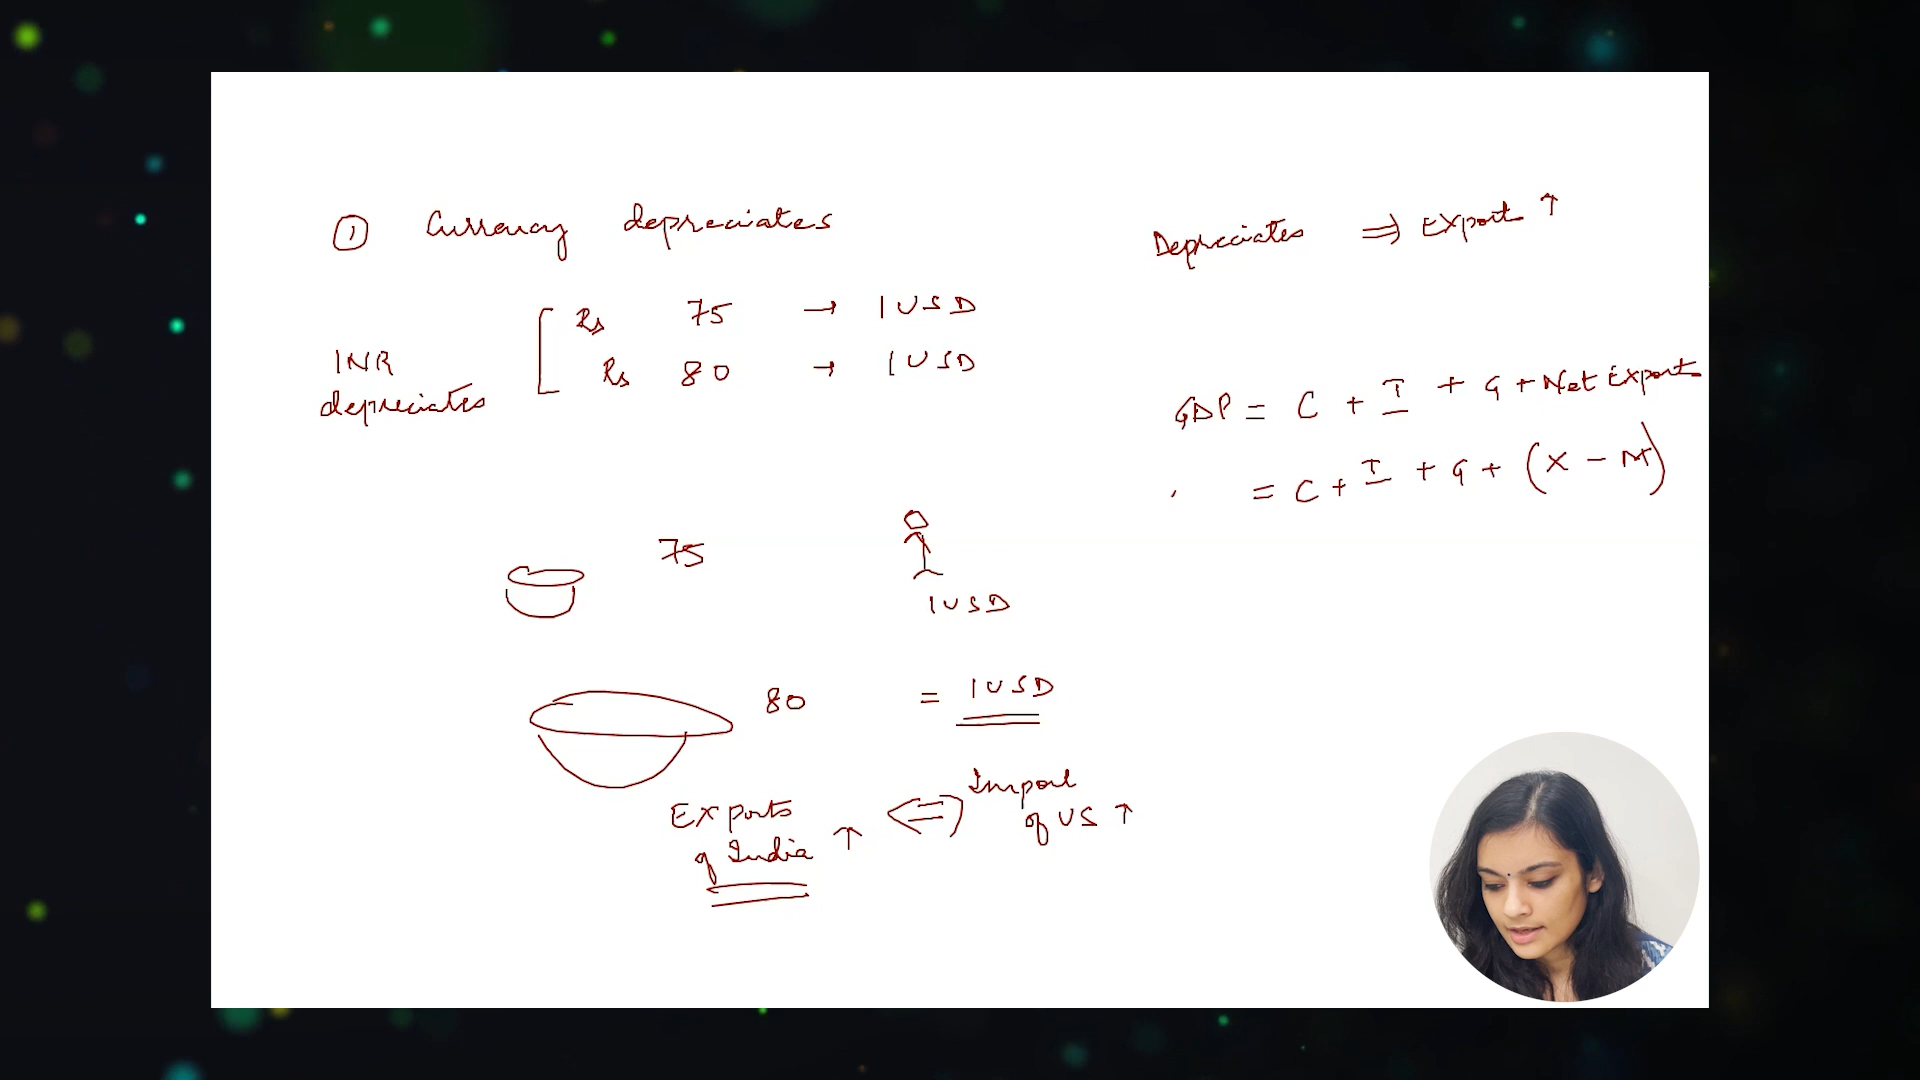 ① Currency depreciates
Rs 75 → 1 USD
INR depreciates
Rs 80 → 1 USD
75
1 USD
80 = 1 USD
Exports of India ↑ ⇔ Import of US ↑
Depreciates ⇒ Export ↑
GDP = C + I + G + Net Exports
= C + I + G + (X - M)